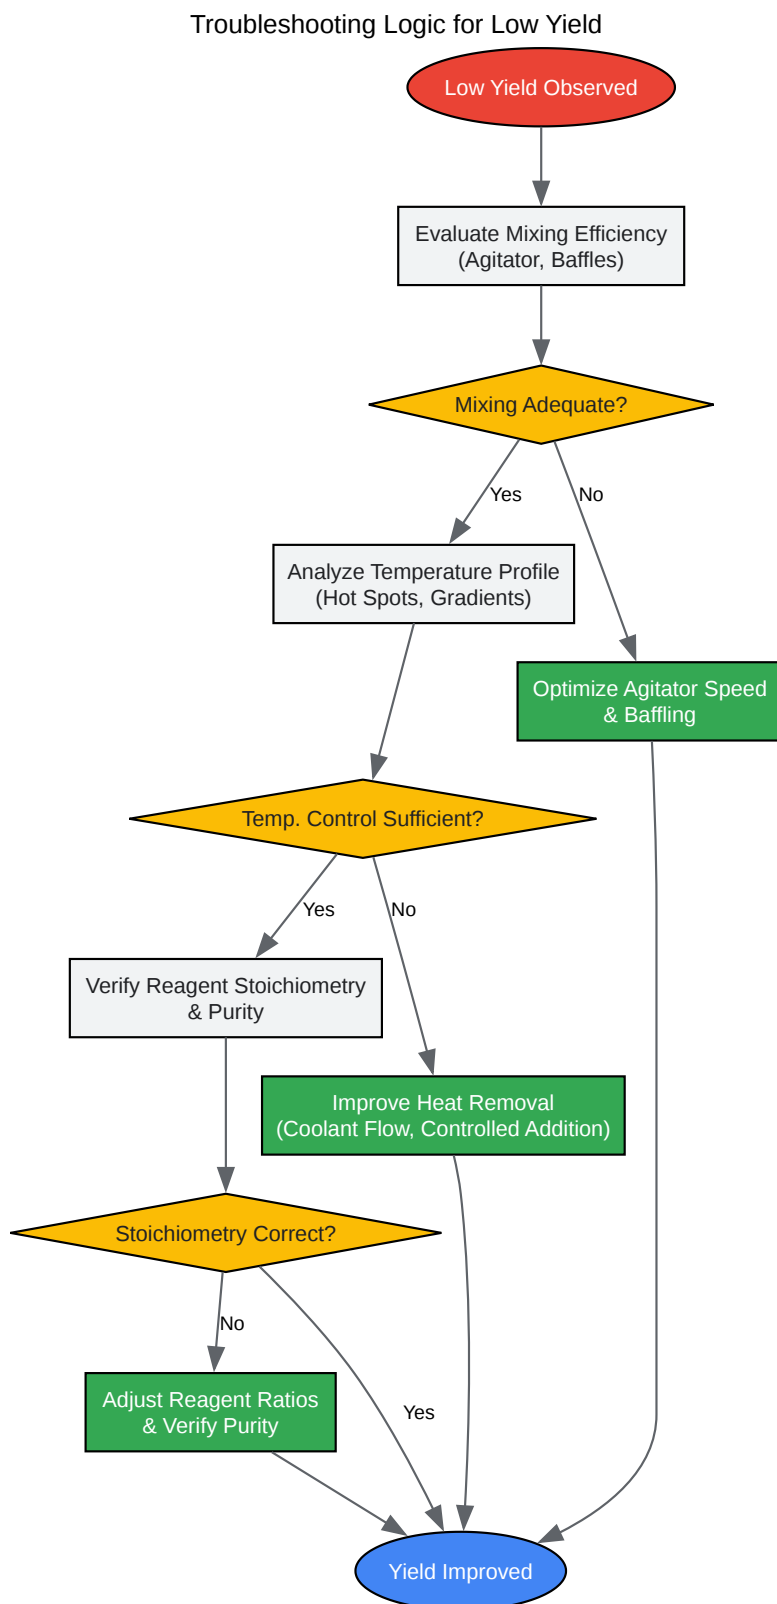 Troubleshooting Logic for Low Yield
Low Yield Observed
Evaluate Mixing Efficiency
(Agitator, Baffles)
Mixing Adequate?
Yes
No
Analyze Temperature Profile
(Hot Spots, Gradients)
Optimize Agitator Speed
& Baffling
Temp. Control Sufficient?
Yes
No
Verify Reagent Stoichiometry
& Purity
Improve Heat Removal
(Coolant Flow, Controlled Addition)
Stoichiometry Correct?
No
Yes
Adjust Reagent Ratios
& Verify Purity
Yield Improved